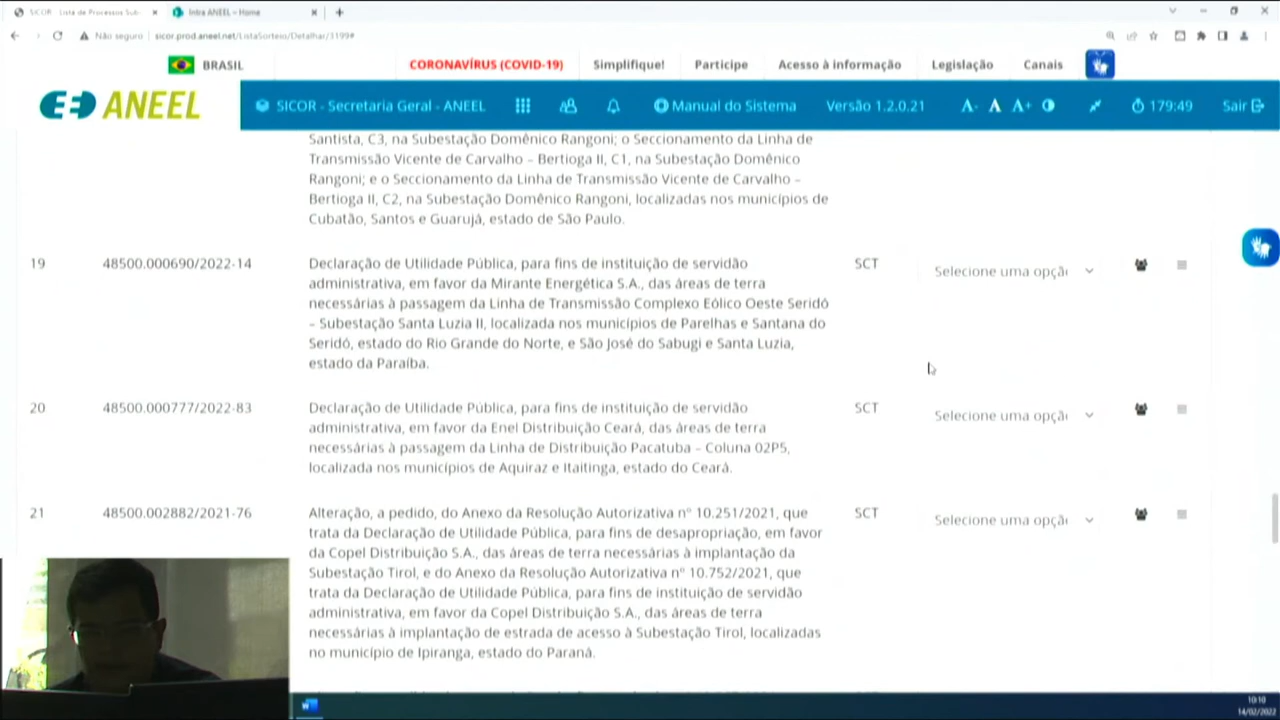 SICOR - Lista de Processos Sub
Intra ANEEL – Home
Não seguro
sicor.prod.aneel.net/ListaSorteio/Detalhar/3199#
BRASIL
CORONAVÍRUS (COVID-19)
Simplifique!
Participe
Acesso à informação
Legislação
Canais
ANEEL
SICOR - Secretaria Geral - ANEEL
Manual do Sistema
Versão 1.2.0.21
A- A A+
179:49
Sair
Santista, C3, na Subestação Domênico Rangoni; o Seccionamento da Linha de
Transmissão Vicente de Carvalho – Bertioga II, C1, na Subestação Domênico
Rangoni; e o Seccionamento da Linha de Transmissão Vicente de Carvalho –
Bertioga II, C2, na Subestação Domênico Rangoni, localizadas nos municípios de
Cubatão, Santos e Guarujá, estado de São Paulo.
19 48500.000690/2022-14 Declaração de Utilidade Pública, para fins de instituição de servidão SCT Selecione uma opçã
administrativa, em favor da Mirante Energética S.A., das áreas de terra
necessárias à passagem da Linha de Transmissão Complexo Eólico Oeste Seridó
– Subestação Santa Luzia II, localizada nos municípios de Parelhas e Santana do
Seridó, estado do Rio Grande do Norte, e São José do Sabugi e Santa Luzia,
estado da Paraíba.
20 48500.000777/2022-83 Declaração de Utilidade Pública, para fins de instituição de servidão SCT Selecione uma opçã
administrativa, em favor da Enel Distribuição Ceará, das áreas de terra
necessárias à passagem da Linha de Distribuição Pacatuba – Coluna 02P5,
localizada nos municípios de Aquiraz e Itaitinga, estado do Ceará.
21 48500.002882/2021-76 Alteração, a pedido, do Anexo da Resolução Autorizativa nº 10.251/2021, que SCT Selecione uma opçã
trata da Declaração de Utilidade Pública, para fins de desapropriação, em favor
da Copel Distribuição S.A., das áreas de terra necessárias à implantação da
Subestação Tirol, e do Anexo da Resolução Autorizativa nº 10.752/2021, que
trata da Declaração de Utilidade Pública, para fins de instituição de servidão
administrativa, em favor da Copel Distribuição S.A., das áreas de terra
necessárias à implantação de estrada de acesso à Subestação Tirol, localizadas
no município de Ipiranga, estado do Paraná.
10:10
14/02/2022